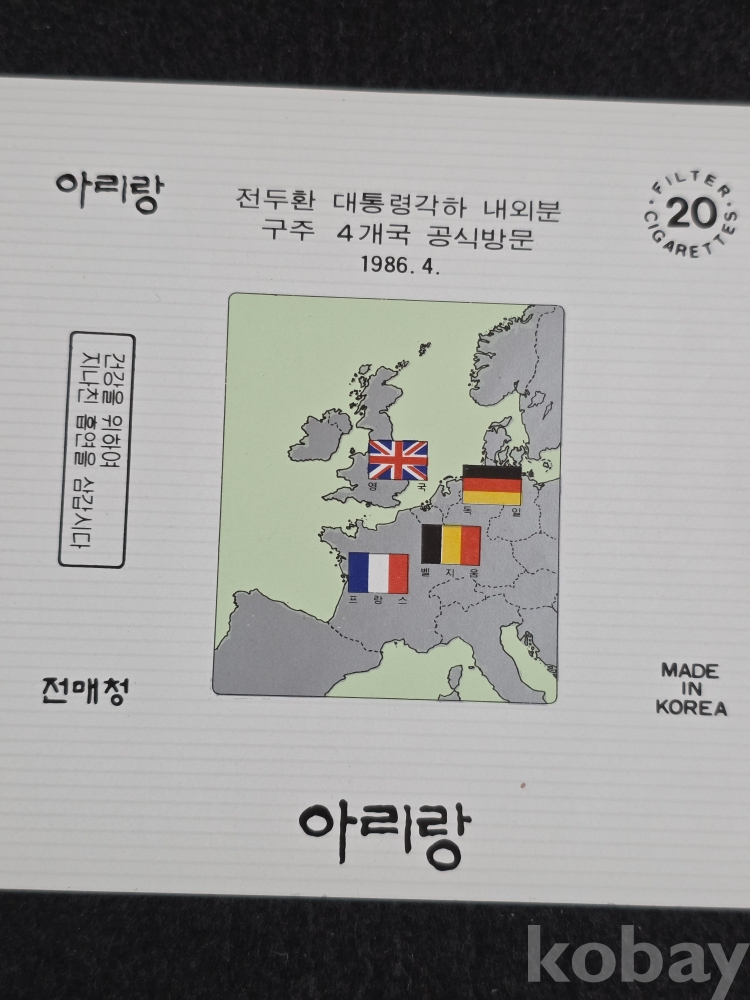 아리랑
전두환 대통령각하 내외분
구주 4개국 공식방문
1986. 4.
· FILTER ·
20
CIGARETTES
건강을 위하여
지나친 흡연을 삼갑시다
영 국
독 일
벨 지 움
프 랑 스
전매청
MADE
IN
KOREA
아리랑
kobay